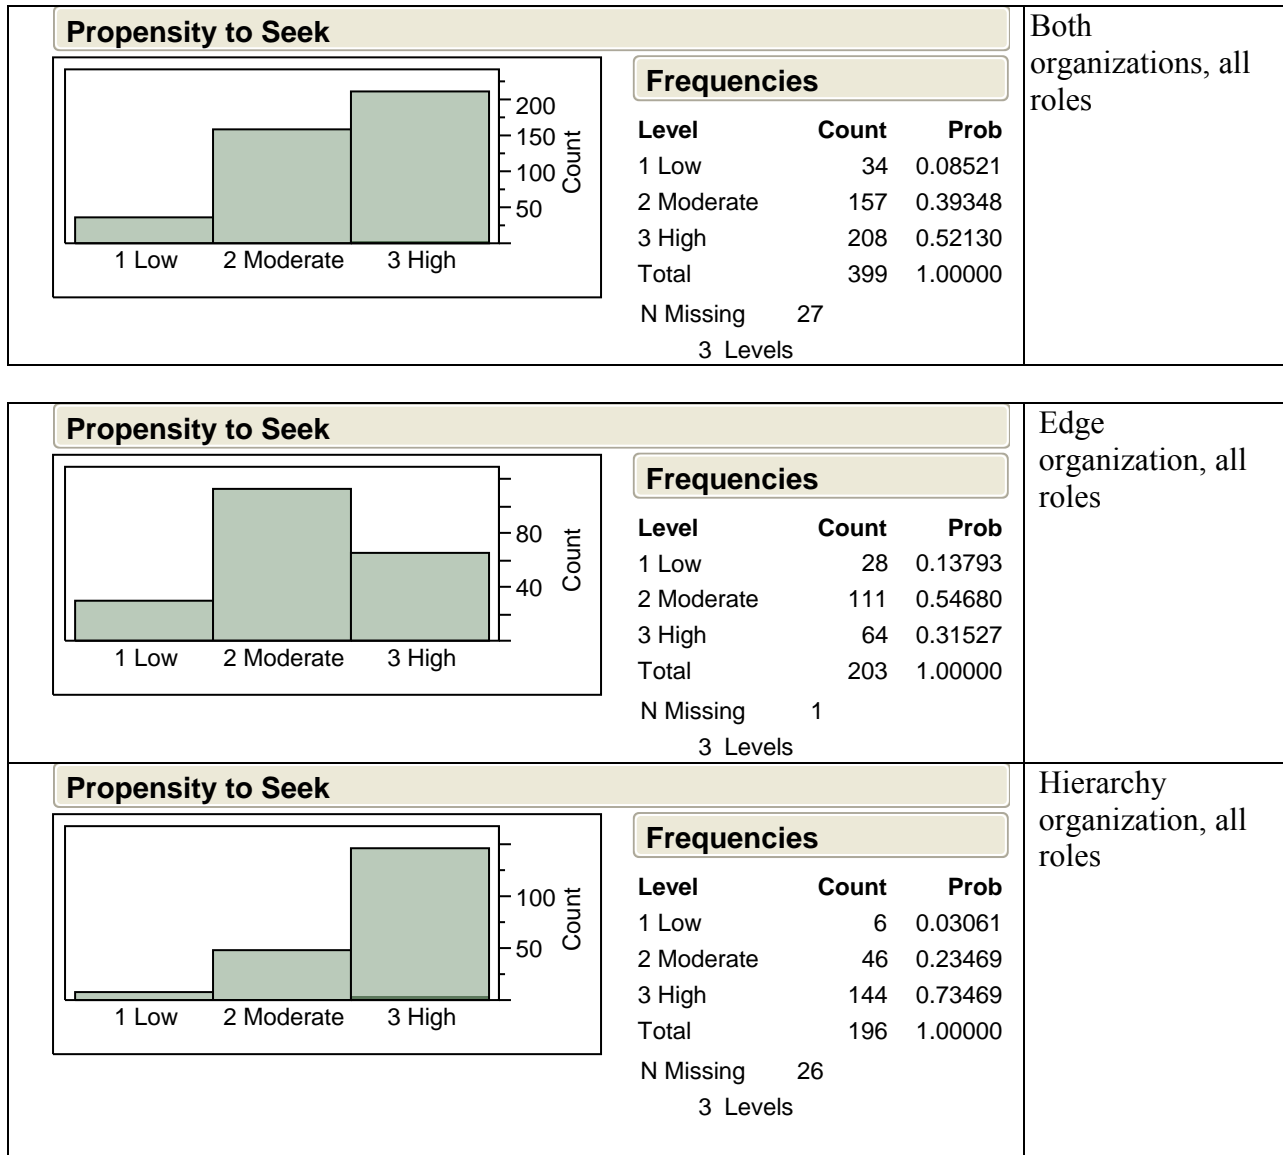 Propensity to Seek
200
150
100
50
Count
1 Low 2 Moderate 3 High
Frequencies
Level Count Prob
1 Low 34 0.08521
2 Moderate 157 0.39348
3 High 208 0.52130
Total 399 1.00000
N Missing 27
3 Levels
Both
organizations, all
roles
Propensity to Seek
80
40
Count
1 Low 2 Moderate 3 High
Frequencies
Level Count Prob
1 Low 28 0.13793
2 Moderate 111 0.54680
3 High 64 0.31527
Total 203 1.00000
N Missing 1
3 Levels
Edge
organization, all
roles
Propensity to Seek
100
50
Count
1 Low 2 Moderate 3 High
Frequencies
Level Count Prob
1 Low 6 0.03061
2 Moderate 46 0.23469
3 High 144 0.73469
Total 196 1.00000
N Missing 26
3 Levels
Hierarchy
organization, all
roles